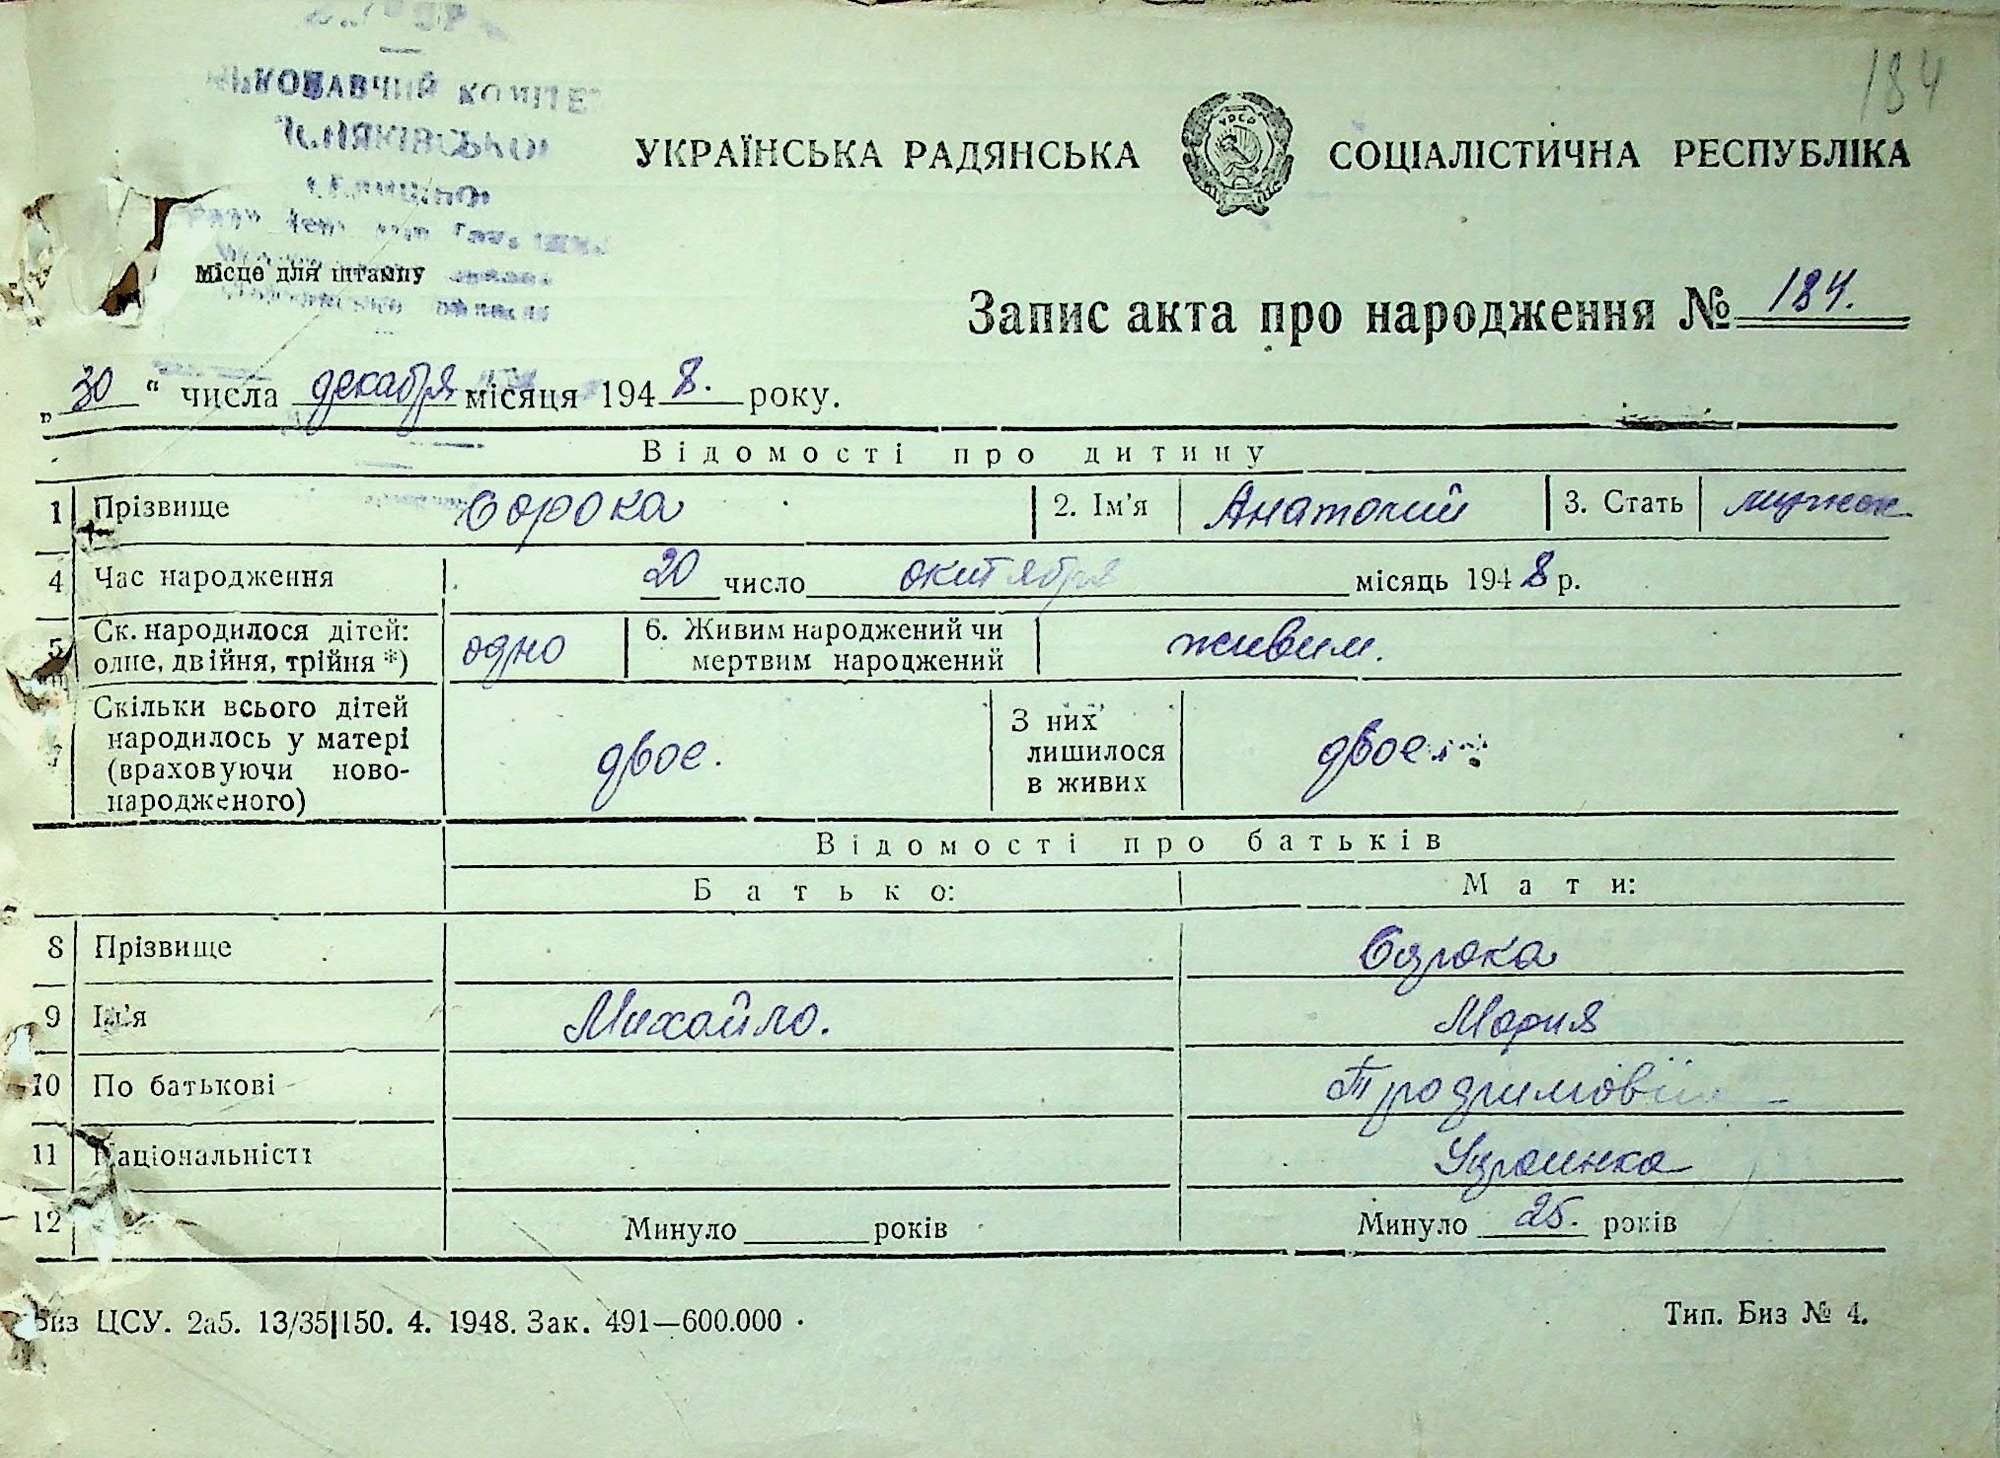 184
КОМІТЕТ
УРСР
УКРАЇНСЬКА РАДЯНСЬКА СОЦІАЛІСТИЧНА РЕСПУБЛІКА
Місце для штампу
Запис акта про народження № 184.
„30“ числа декабря місяця 1948. року.
Відомості про дитину
1 Прізвище Сорока 2. Ім'я Анатолий 3. Стать мужск
4 Час народження 20 число октября місяць 1948 р.
5 Ск. народилося дітей: одно 6. Живим народжений чи живим.
одне, двійня, трійня *) мертвим народжений
Скільки всього дітей
народилось у матері
(враховуючи ново-
народженого)
двое.
З них
лишилося
в живих
двое
Відомості про батьків
Батько: Мати:
8 Прізвище Сорока
9 Ім'я Михайло. Мария
10 По батькові
11 Національність Украинка
12 Минуло років Минуло 25. років
Биз ЦСУ. 2а5. 13/35|150. 4. 1948. Зак. 491—600.000
Тип. Биз № 4.